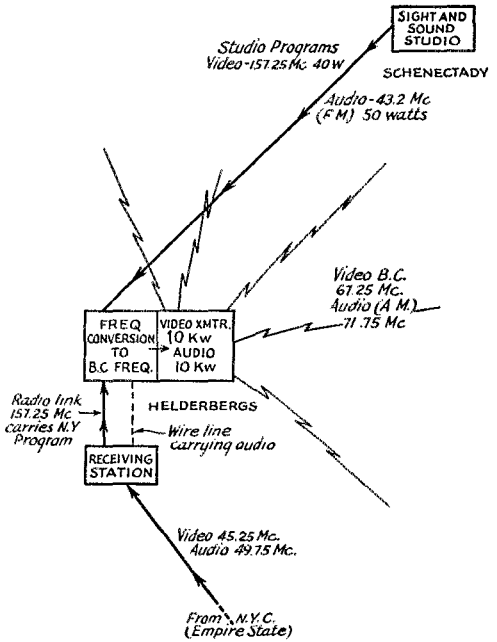 SIGHT AND
SOUND
STUDIO
SCHENECTADY
Studio Programs
Video-157.25 Mc 40W
Audio-43.2 Mc
(F M.) 50 watts
Video B.C.
67.25 Mc.
Audio (A M.)
71.75 Mc
FREQ
CONVERSION
TO
B.C FREQ.
VIDEO XMTR.
10 Kw
AUDIO
10 Kw
HELDERBERGS
Radio link
157.25 Mc
carries N.Y
Program
Wire line
carrying audio
RECEIVING
STATION
Video 45.25 Mc.
Audio 49.75 Mc.
From N.Y.C.
(Empire State)